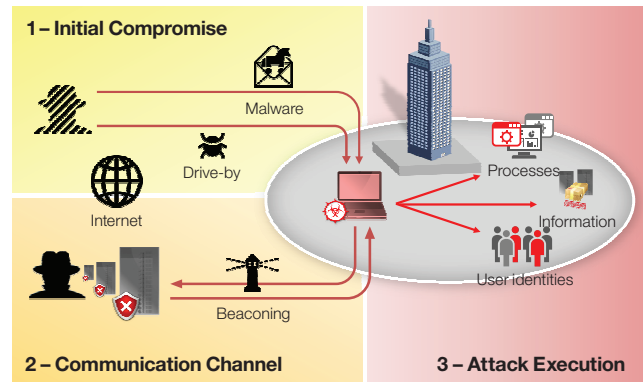 1 – Initial Compromise
Malware
Drive-by
Internet
Processes
Information
User identities
Beaconing
2 – Communication Channel
3 – Attack Execution